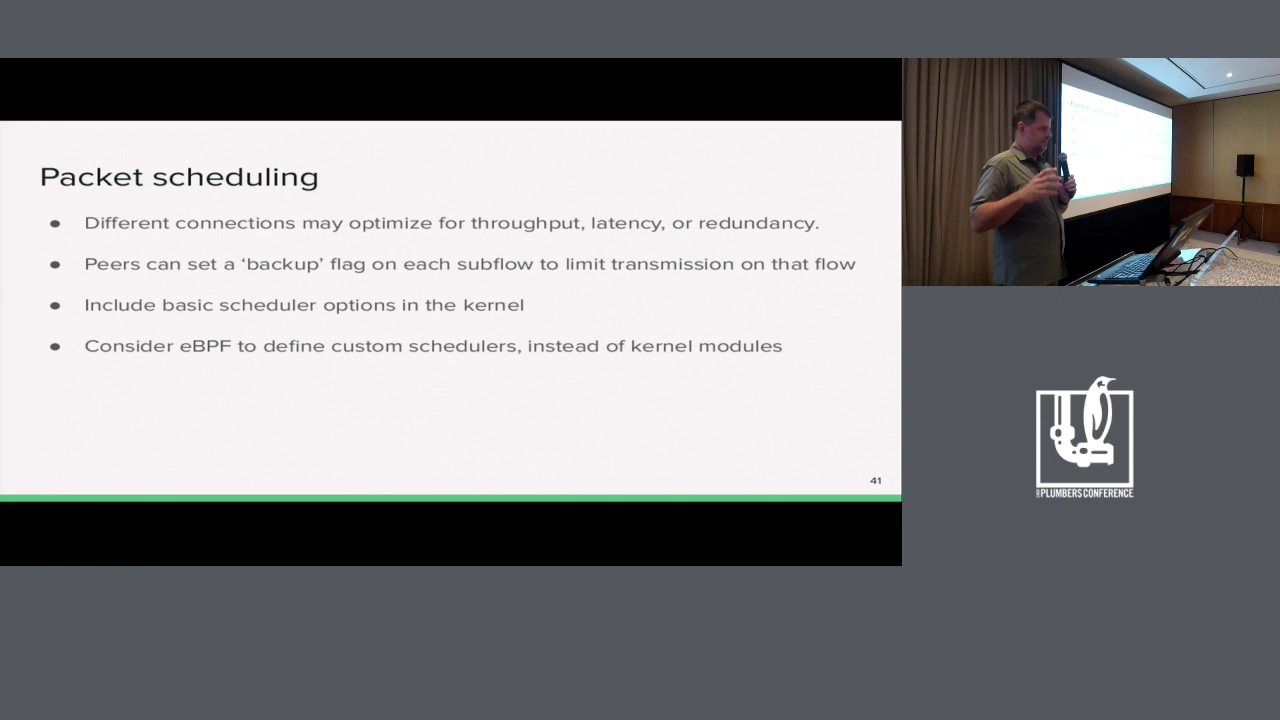 Packet scheduling
● Different connections may optimize for throughput, latency, or redundancy.
● Peers can set a ‘backup’ flag on each subflow to limit transmission on that flow
● Include basic scheduler options in the kernel
● Consider eBPF to define custom schedulers, instead of kernel modules
41
PLUMBERS CONFERENCE